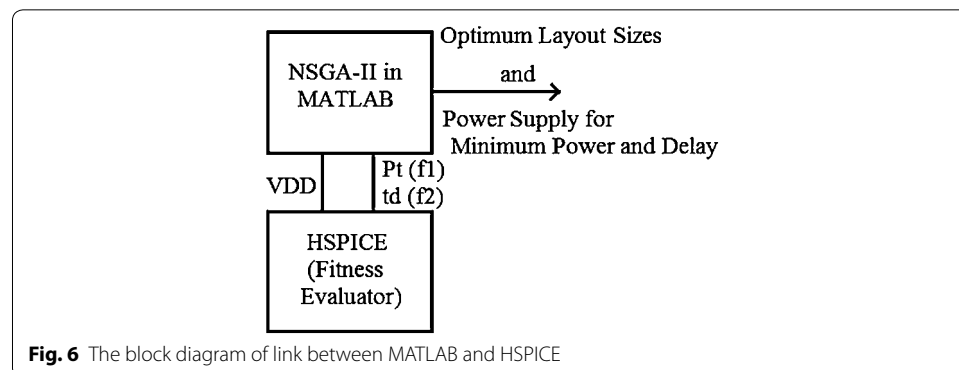 Optimum Layout Sizes
and
Power Supply for
Minimum Power and Delay
NSGA-II in
MATLAB
VDD
Pt (f1)
td (f2)
HSPICE
(Fitness
Evaluator)
Fig. 6 The block diagram of link between MATLAB and HSPICE